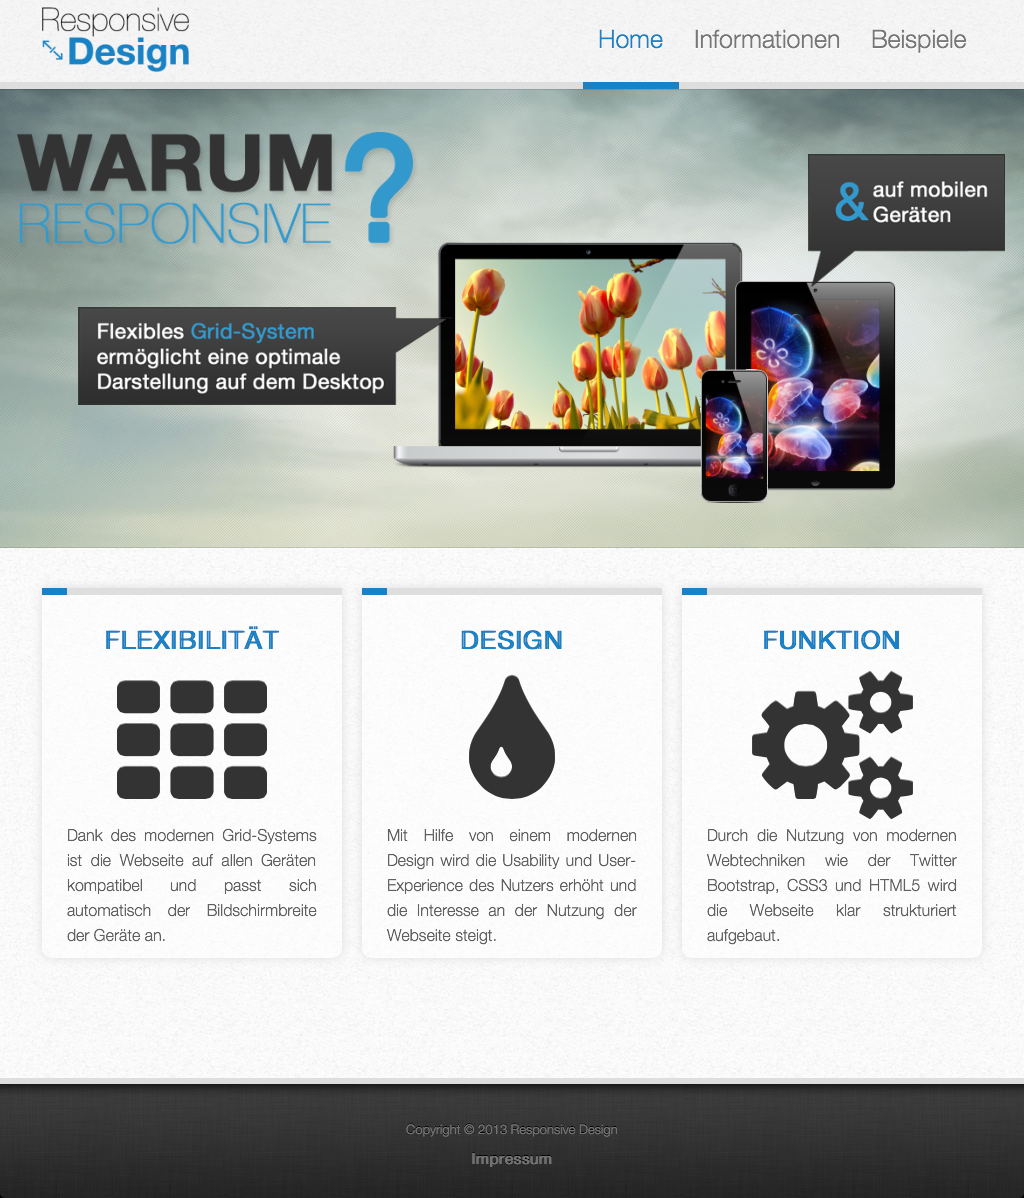 Responsive
Design
Home Informationen Beispiele
WARUM ?
RESPONSIVE
& auf mobilen
Geräten
Flexibles Grid-System
ermöglicht eine optimale
Darstellung auf dem Desktop
FLEXIBILITÄT
Dank des modernen Grid-Systems
ist die Webseite auf allen Geräten
kompatibel und passt sich
automatisch der Bildschirmbreite
der Geräte an.
DESIGN
Mit Hilfe von einem modernen
Design wird die Usability und User-
Experience des Nutzers erhöht und
die Interesse an der Nutzung der
Webseite steigt.
FUNKTION
Durch die Nutzung von modernen
Webtechniken wie der Twitter
Bootstrap, CSS3 und HTML5 wird
die Webseite klar strukturiert
aufgebaut.
Copyright © 2013 Responsive Design
Impressum